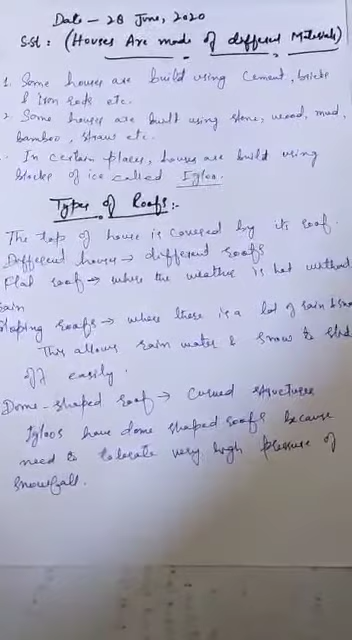 Date - 28 June, 2020
S.St : (Houses Are made of different Materials)
1. Some houses are build using Cement, bricks
& iron rods etc.
2. Some houses are built using stone, wood, mud,
bamboo, straw etc.
In certain places, houses are build using
blocks of ice called Igloo.
Types of Roofs :-
The top of house is covered by its roof.
Different houses → different roofs
Flat roof → where the weather is hot without
rain
sloping roofs → where there is a lot of rain & snow
This allows rain water & snow to slide
off easily.
Dome-shaped roof → curved structures
Igloos have dome shaped roofs because
need to tolerate very high pressure of
snowfall.